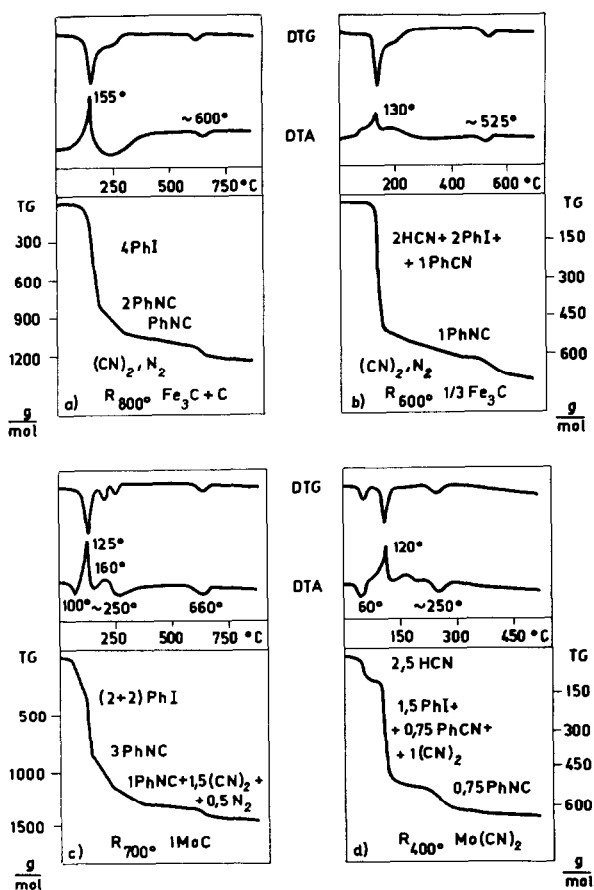 DTG
155°
130°
~600°
DTA
~525°
250 500 750 °C
200 400 600 °C
TG
TG
300
600
900
1200
g/mol
4PhI
2PhNC
PhNC
(CN)₂, N₂
a) R800° Fe₃C + C
2HCN + 2PhI +
+ 1PhCN
1PhNC
(CN)₂, N₂
b) R600° 1/3 Fe₃C
150
300
450
600
g/mol
DTG
125°
160°
120°
DTA
100° ~250° 660°
60° ~250°
250 500 750 °C
150 300 450 °C
TG
TG
500
1000
1500
g/mol
(2+2) PhI
3PhNC
1PhNC + 1,5(CN)₂ +
+ 0,5 N₂
c) R700° 1MoC
2,5 HCN
1,5 PhI +
+ 0,75 PhCN +
+ 1(CN)₂
0,75 PhNC
d) R400° Mo(CN)₂
150
300
450
600
g/mol